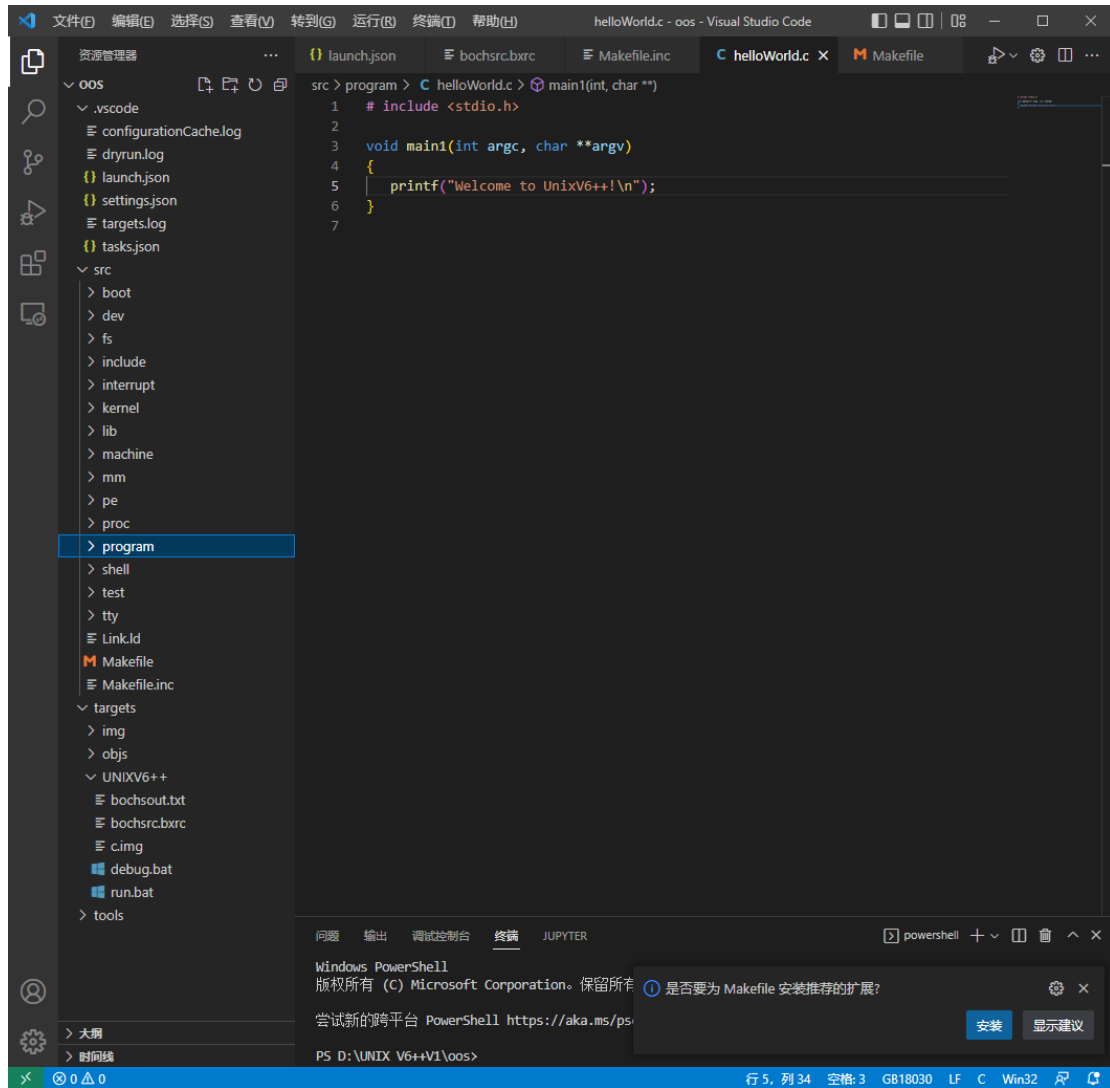 文件(F) 编辑(E) 选择(S) 查看(V) 转到(G) 运行(R) 终端(T) 帮助(H) helloWorld.c - oos - Visual Studio Code
资源管理器
launch.json bochsrc.bxrc Makefile.inc C helloWorld.c M Makefile
OOS
src > program > C helloWorld.c > main1(int, char **)
.vscode
configurationCache.log
dryrun.log
{} launch.json
{} settings.json
targets.log
{} tasks.json
src
boot
dev
fs
include
interrupt
kernel
lib
machine
mm
pe
proc
program
shell
test
tty
Link.ld
M Makefile
Makefile.inc
targets
img
objs
UNIXV6++
bochsout.txt
bochsrc.bxrc
c.img
debug.bat
run.bat
tools
大纲
时间线
1 # include <stdio.h>
2
3 void main1(int argc, char **argv)
4 {
5 printf("Welcome to UnixV6++!\n");
6 }
7
问题 输出 调试控制台 终端 JUPYTER powershell
Windows PowerShell
版权所有 (C) Microsoft Corporation。保留所有
尝试新的跨平台 PowerShell https://aka.ms/ps
PS D:\UNIX V6++V1\oos>
是否要为 Makefile 安装推荐的扩展?
安装 显示建议
0 0 行 5，列 34 空格: 3 GB18030 LF C Win32